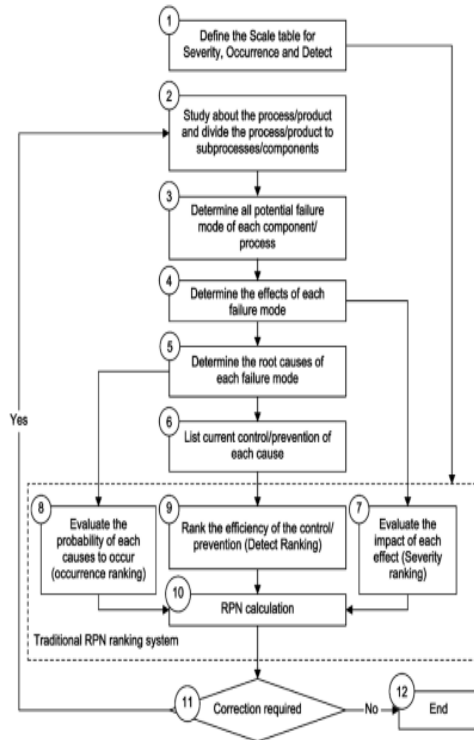 1
Define the Scale table for
Severity, Occurrence and Detect
2
Study about the process/product
and divide the process/product to
subprocesses/components
3
Determine all potential failure
mode of each component/
process
4
Determine the effects of each
failure mode
5
Determine the root causes of
each failure mode
Yes
6
List current control/prevention of
each cause
8
Evaluate the
probability of each
causes to occur
(occurrence ranking)
9
Rank the efficiency of the control/
prevention (Detect Ranking)
7
Evaluate the
impact of each
effect (Severity
ranking)
10
RPN calculation
Traditional RPN ranking system
11
Correction required
No
12
End